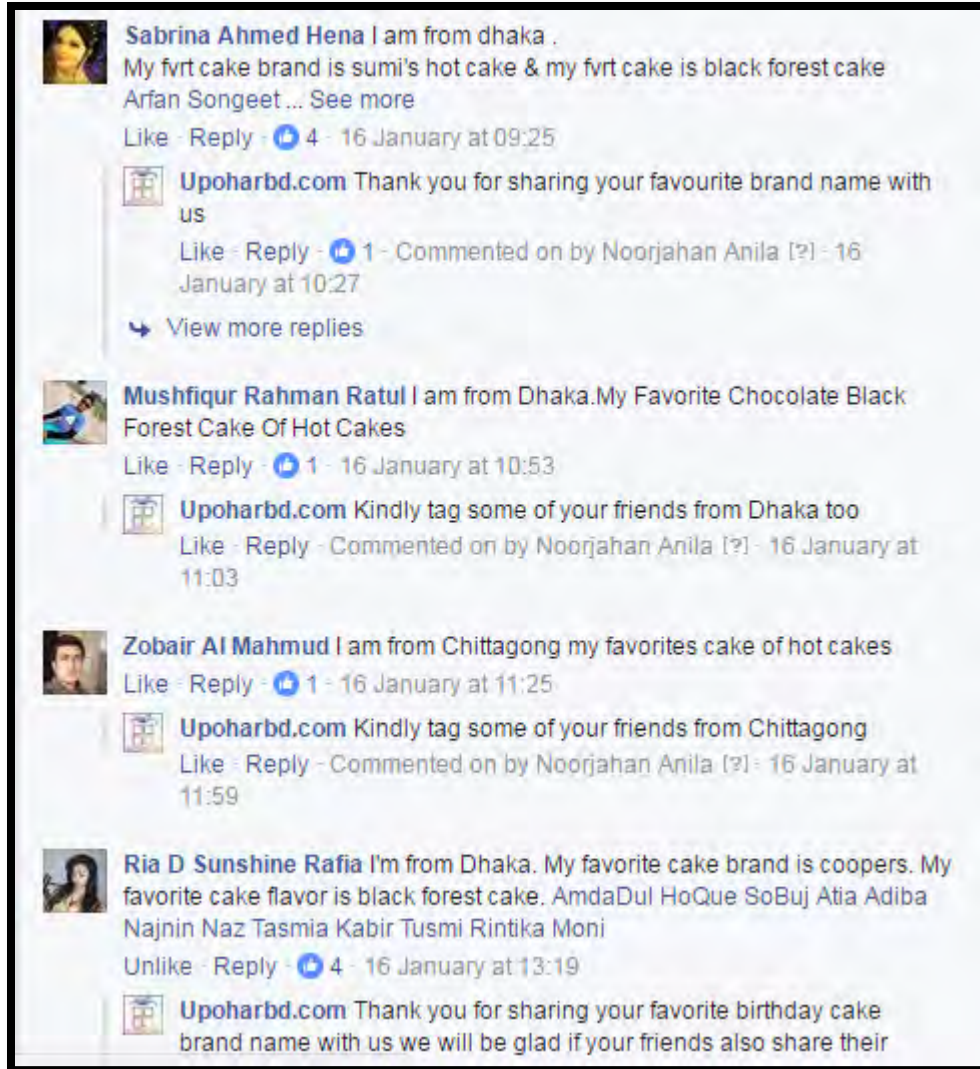 Sabrina Ahmed Hena I am from dhaka .
My fvrt cake brand is sumi's hot cake & my fvrt cake is black forest cake
Arfan Songeet ... See more
Like · Reply · 4 · 16 January at 09:25
Upoharbd.com Thank you for sharing your favourite brand name with
us
Like · Reply · 1 · Commented on by Noorjahan Anila [?] · 16
January at 10:27
View more replies
Mushfiqur Rahman Ratul I am from Dhaka.My Favorite Chocolate Black
Forest Cake Of Hot Cakes
Like · Reply · 1 · 16 January at 10:53
Upoharbd.com Kindly tag some of your friends from Dhaka too
Like · Reply · Commented on by Noorjahan Anila [?] · 16 January at
11:03
Zobair Al Mahmud I am from Chittagong my favorites cake of hot cakes
Like · Reply · 1 · 16 January at 11:25
Upoharbd.com Kindly tag some of your friends from Chittagong
Like · Reply · Commented on by Noorjahan Anila [?] · 16 January at
11:59
Ria D Sunshine Rafia I'm from Dhaka. My favorite cake brand is coopers. My
favorite cake flavor is black forest cake. AmdaDul HoQue SoBuj Atia Adiba
Najnin Naz Tasmia Kabir Tusmi Rintika Moni
Unlike · Reply · 4 · 16 January at 13:19
Upoharbd.com Thank you for sharing your favorite birthday cake
brand name with us we will be glad if your friends also share their